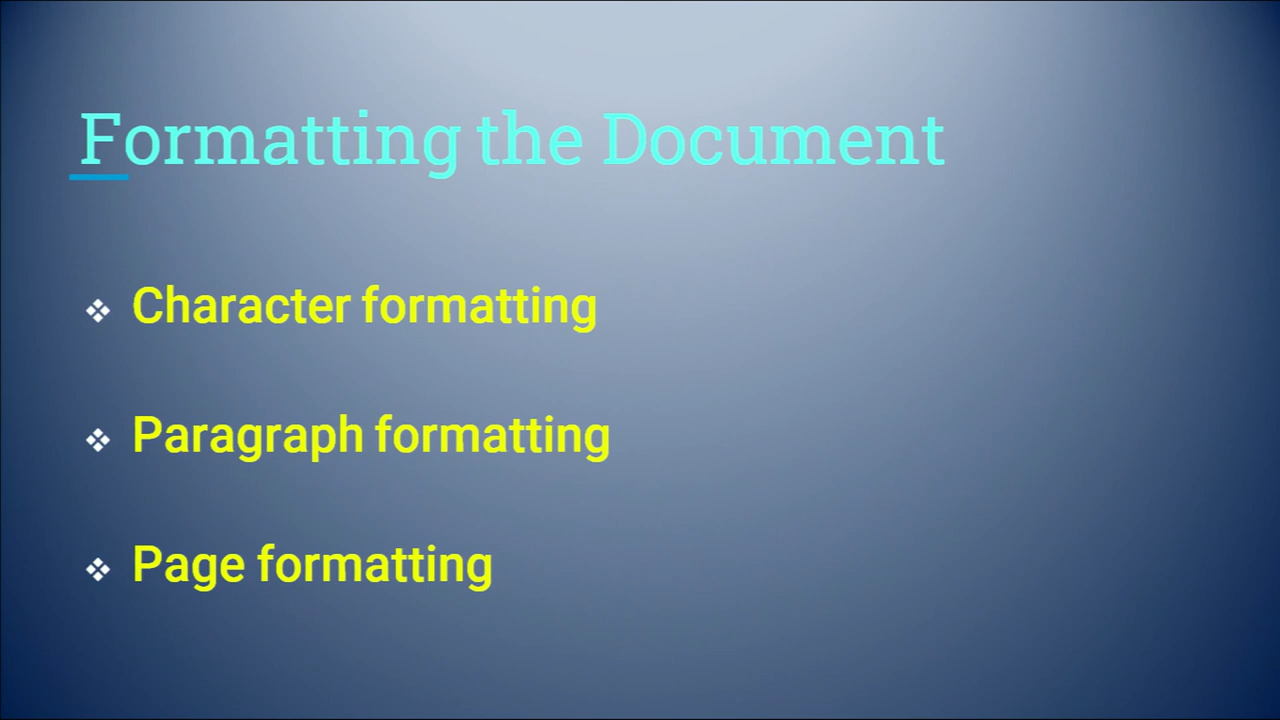 Formatting the Document
❖ Character formatting
❖ Paragraph formatting
❖ Page formatting